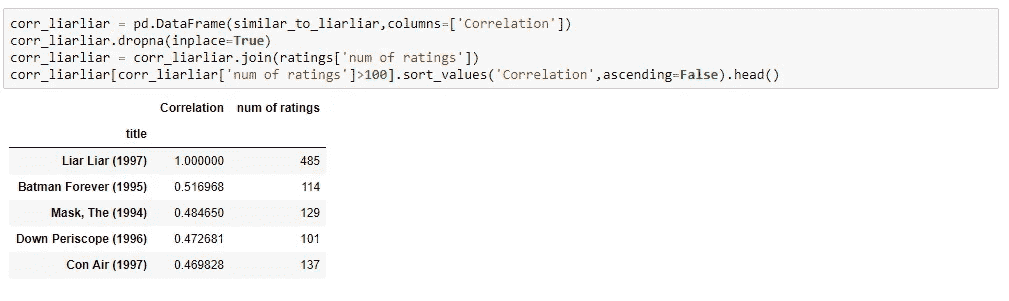 corr_liarliar = pd.DataFrame(similar_to_liarliar,columns=['Correlation'])
corr_liarliar.dropna(inplace=True)
corr_liarliar = corr_liarliar.join(ratings['num of ratings'])
corr_liarliar[corr_liarliar['num of ratings']>100].sort_values('Correlation',ascending=False).head()
Correlation num of ratings
title
Liar Liar (1997) 1.000000 485
Batman Forever (1995) 0.516968 114
Mask, The (1994) 0.484650 129
Down Periscope (1996) 0.472681 101
Con Air (1997) 0.469828 137